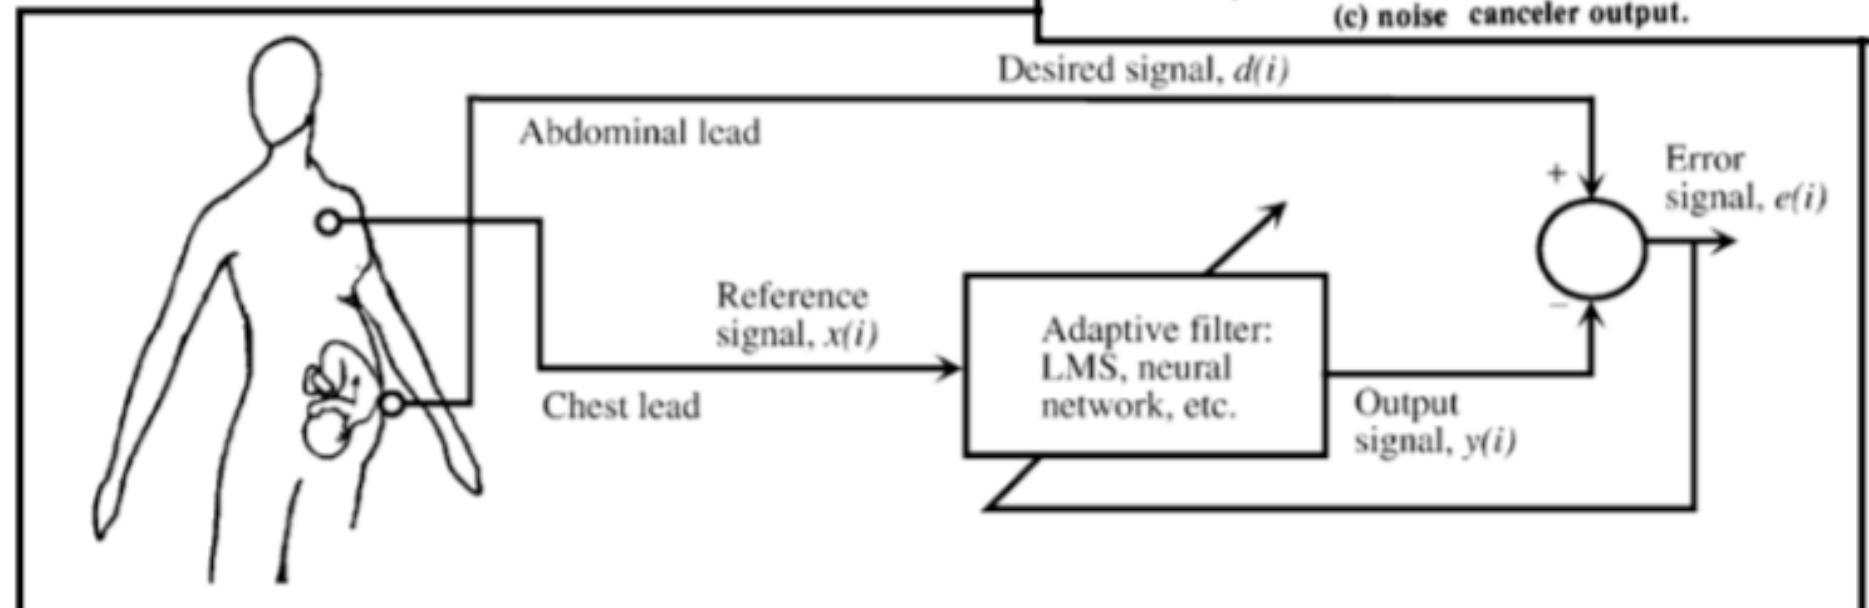 (c) noise canceler output.
Desired signal, d(i)
Abdominal lead
Error
signal, e(i)
+
Reference
signal, x(i)
−
Adaptive filter:
LMS, neural
network, etc.
Chest lead
Output
signal, y(i)